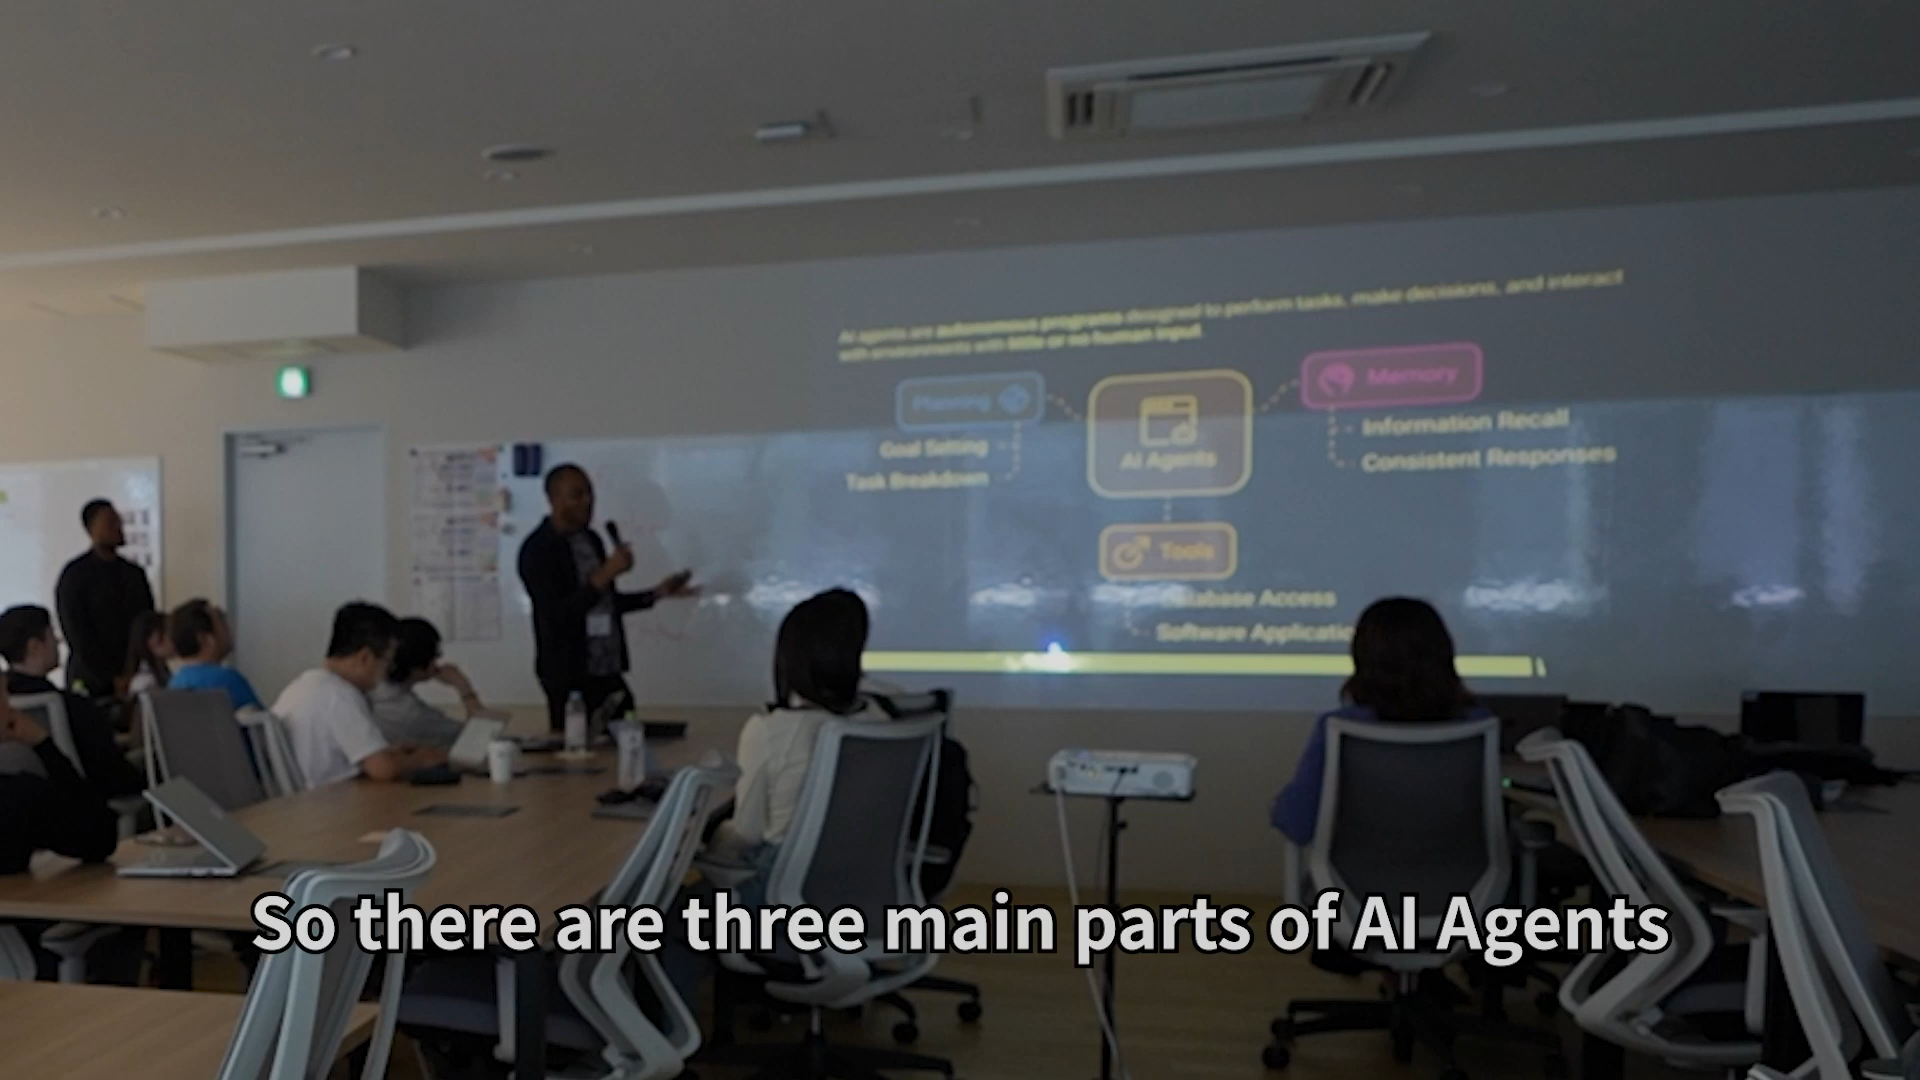 AI agents are autonomous programs designed to perform tasks, make decisions, and interact
with environments with little or no human input.
Planning
Goal Setting
Task Breakdown
AI Agents
Memory
Information Recall
Consistent Responses
Tools
Database Access
Software Applicatio
So there are three main parts of AI Agents